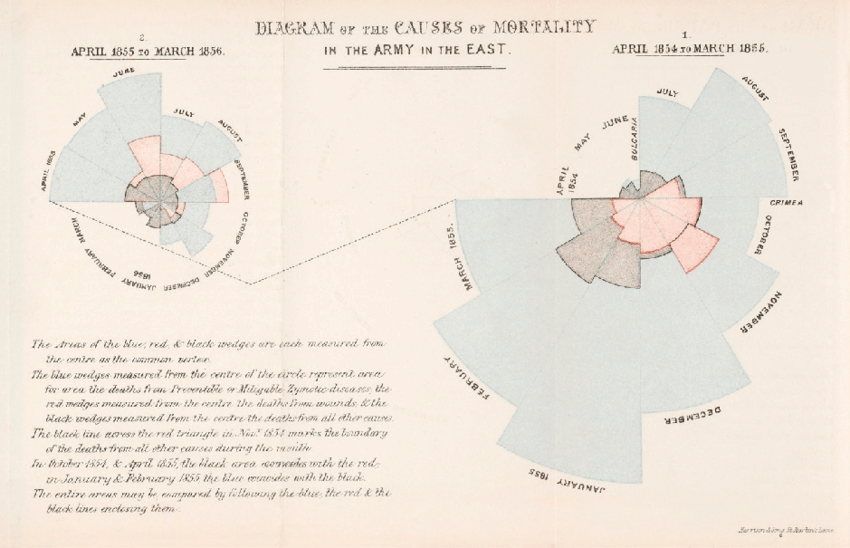 DIAGRAM OF THE CAUSES OF MORTALITY
IN THE ARMY IN THE EAST.
2.
APRIL 1855 TO MARCH 1856.
1.
APRIL 1854 TO MARCH 1855.
APRIL 1855
MAY
JUNE
JULY
AUGUST
SEPTEMBER
OCTOBER
NOVEMBER
DECEMBER
JANUARY 1856
FEBRUARY
MARCH
APRIL 1854
MAY
JUNE
BULGARIA
JULY
AUGUST
SEPTEMBER
CRIMEA
OCTOBER
NOVEMBER
DECEMBER
JANUARY 1855
FEBRUARY
MARCH 1855.
The Areas of the blue, red, & black wedges are each measured from
the centre as the common vertex.
The blue wedges measured from the centre of the circle represent area
for area the deaths from Preventable or Mitigable Zymotic diseases, the
red wedges measured from the centre the deaths from wounds, & the
black wedges measured from the centre the deaths from all other causes.
The black line across the red triangle in Nov.r 1854 marks the boundary
of the deaths from all other causes during the month.
In October 1854, & April 1855, the black area coincides with the red;
in January & February 1855, the blue coincides with the black.
The entire areas may be compared by following the blue, the red & the
black lines enclosing them.